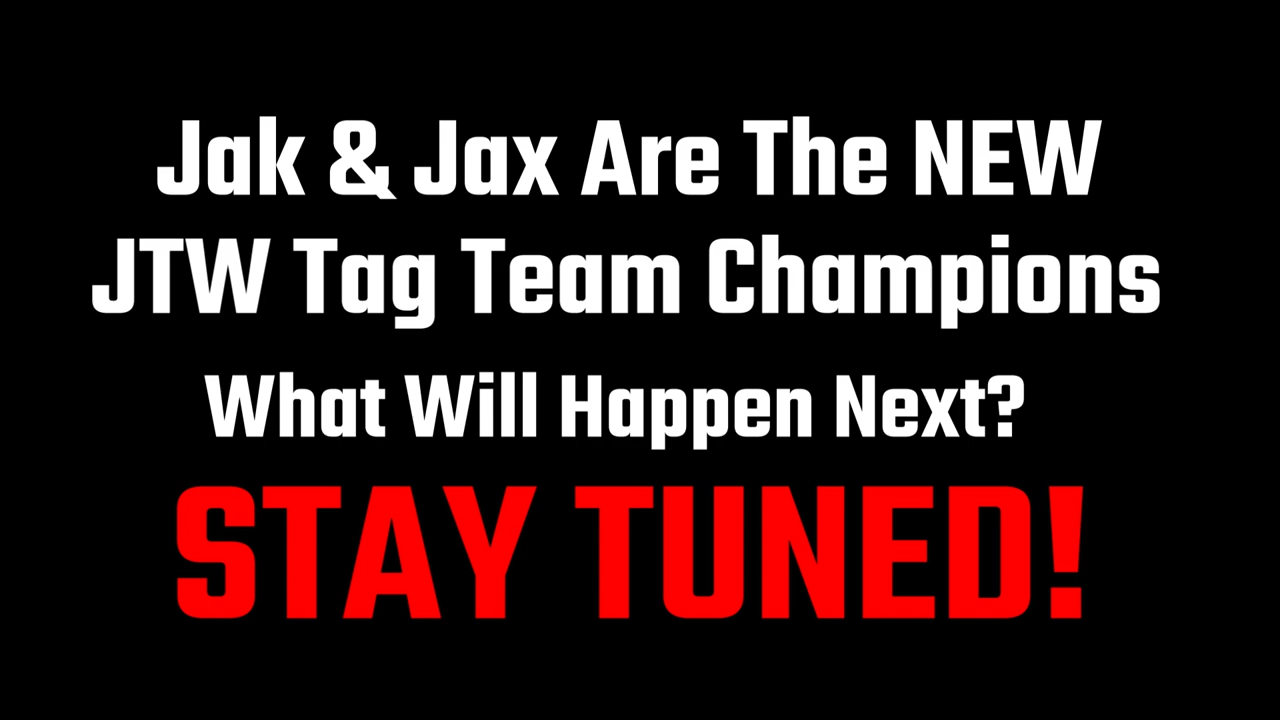 Jak & Jax Are The NEW
JTW Tag Team Champions
What Will Happen Next?
STAY TUNED!